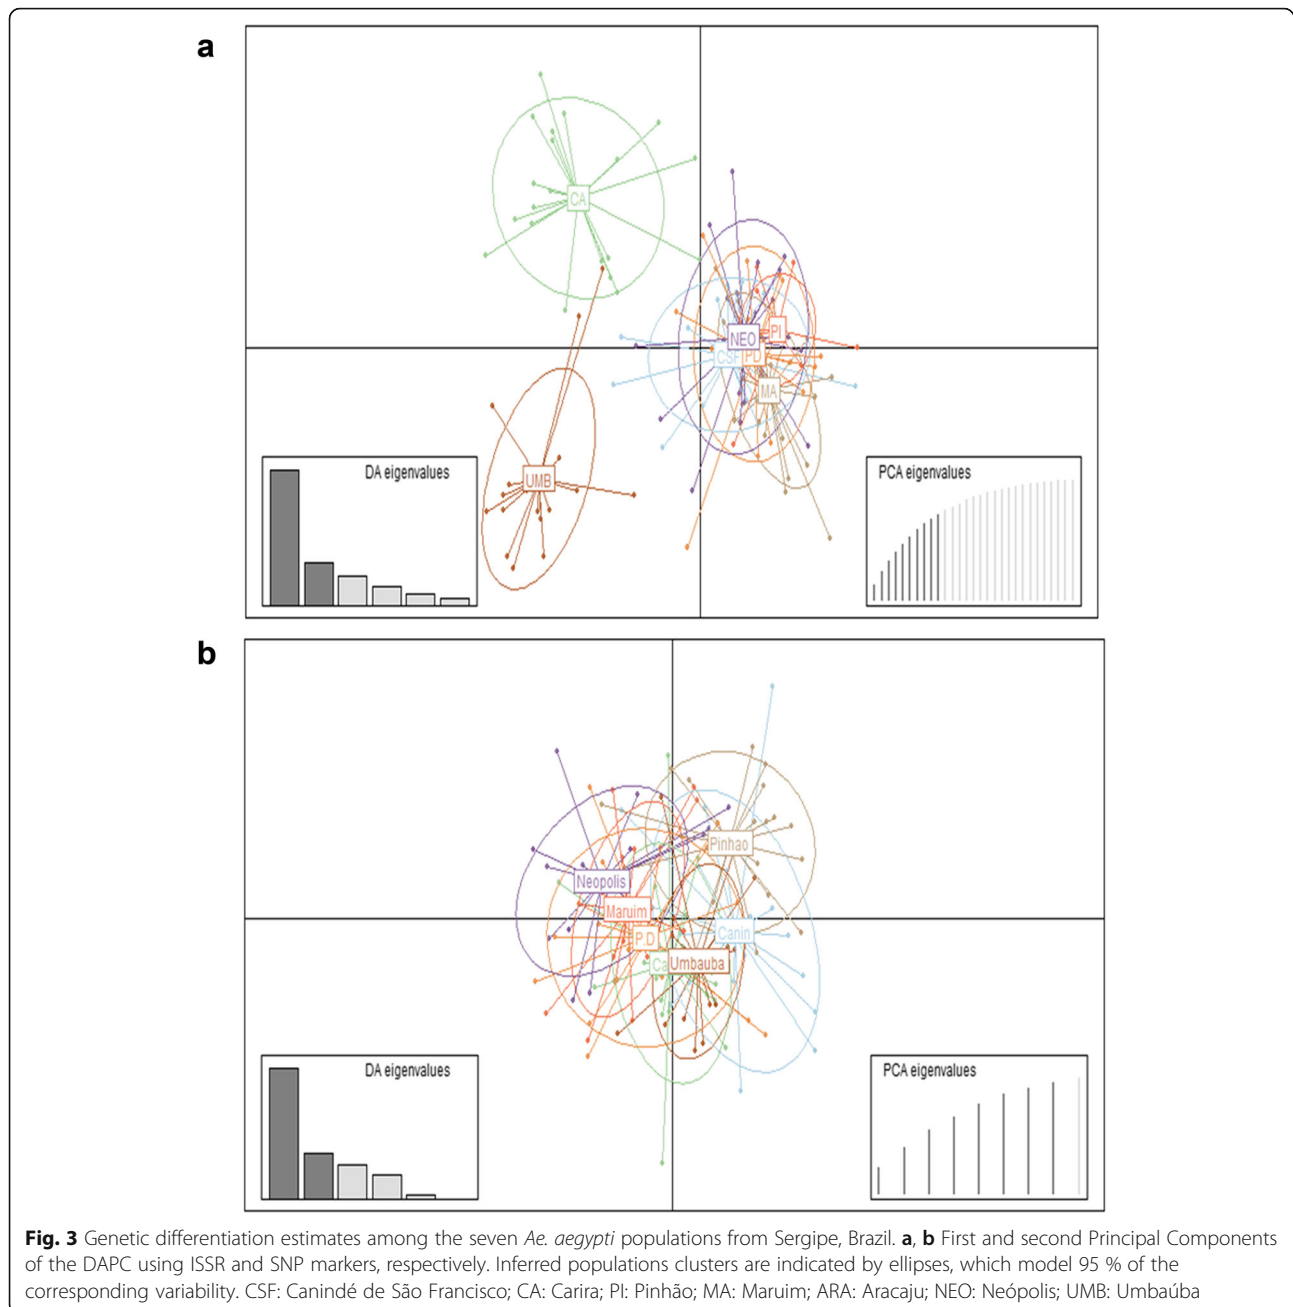 a
CA
NEO
PI
CSF
PD
MA
UMB
DA eigenvalues
PCA eigenvalues
b
Pinhao
Neopolis
Maruim
Canin
P.D
Ca
Umbauba
DA eigenvalues
PCA eigenvalues
Fig. 3 Genetic differentiation estimates among the seven Ae. aegypti populations from Sergipe, Brazil. a, b First and second Principal Components
of the DAPC using ISSR and SNP markers, respectively. Inferred populations clusters are indicated by ellipses, which model 95 % of the
corresponding variability. CSF: Canindé de São Francisco; CA: Carira; PI: Pinhão; MA: Maruim; ARA: Aracaju; NEO: Neópolis; UMB: Umbaúba